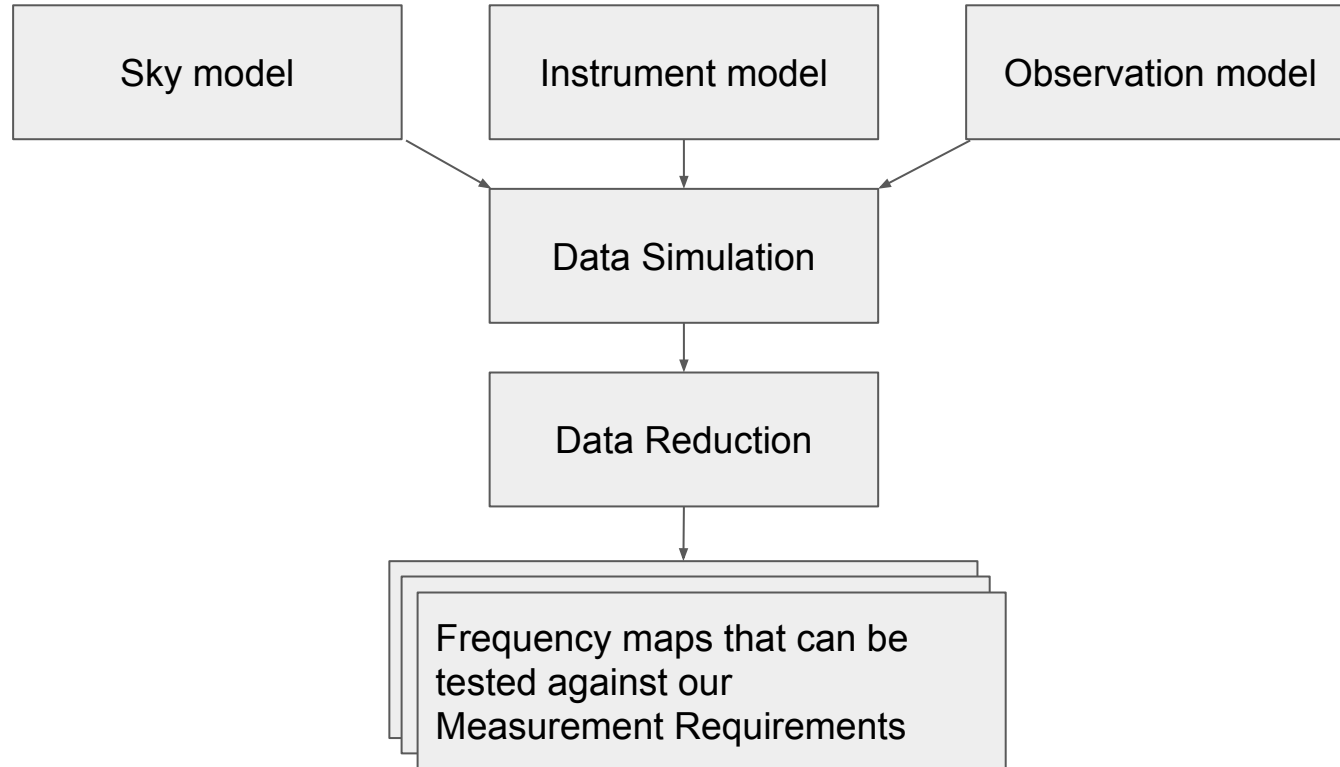 Sky model
Instrument model
Observation model
Data Simulation
Data Reduction
Frequency maps that can be
tested against our
Measurement Requirements